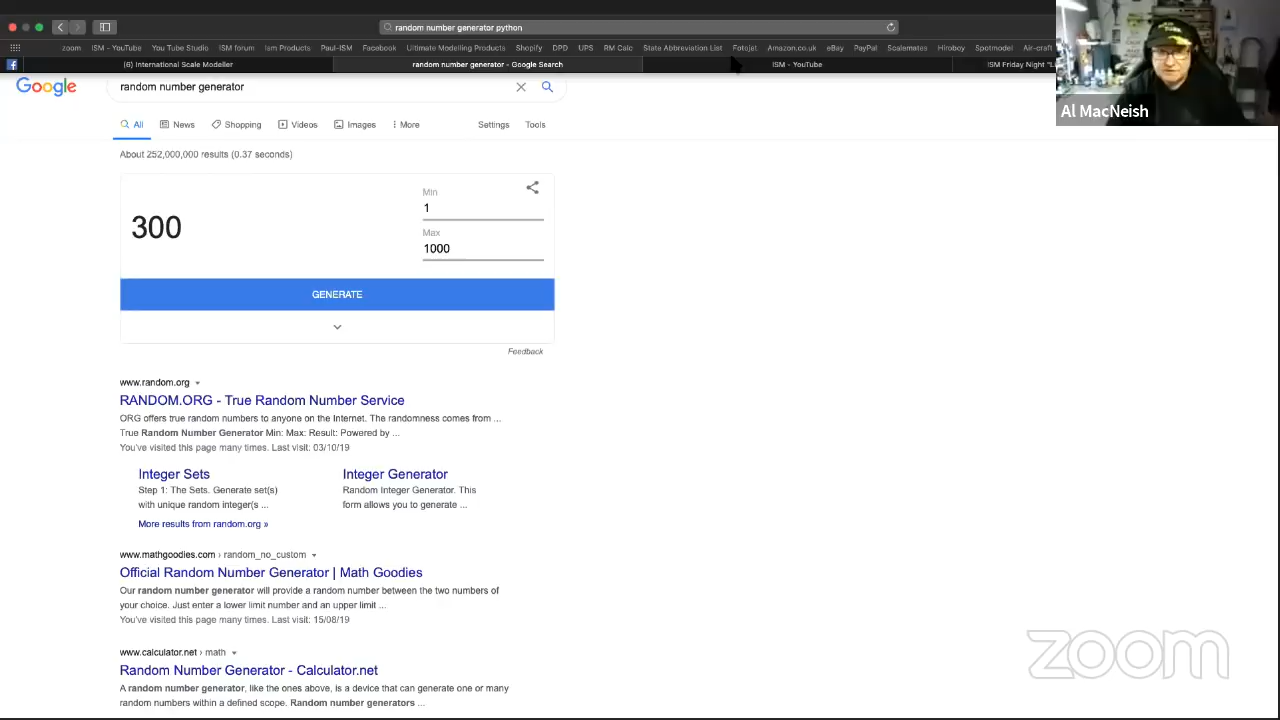 random number generator python
zoom ISM - YouTube You Tube Studio ISM forum Ism Products Paul-ISM Facebook Ultimate Modelling Products Shopify DPD UPS RM Calc State Abbreviation List Fotojet Amazon.co.uk eBay PayPal Scalemates Hiroboy Spotmodel Air-craft
(6) International Scale Modeller random number generator - Google Search ISM - YouTube ISM Friday Night "L
Google random number generator
Al MacNeish
All News Shopping Videos Images More Settings Tools
About 252,000,000 results (0.37 seconds)
300
Min
1
Max
1000
GENERATE
Feedback
www.random.org
RANDOM.ORG - True Random Number Service
ORG offers true random numbers to anyone on the Internet. The randomness comes from ...
True Random Number Generator Min: Max: Result: Powered by ...
You've visited this page many times. Last visit: 03/10/19
Integer Sets
Step 1: The Sets. Generate set(s)
with unique random integer(s ...
Integer Generator
Random Integer Generator. This
form allows you to generate ...
More results from random.org »
www.mathgoodies.com › random_no_custom
Official Random Number Generator | Math Goodies
Our random number generator will provide a random number between the two numbers of
your choice. Just enter a lower limit number and an upper limit ...
You've visited this page many times. Last visit: 15/08/19
www.calculator.net › math
Random Number Generator - Calculator.net
A random number generator, like the ones above, is a device that can generate one or many
random numbers within a defined scope. Random number generators ...
zoom